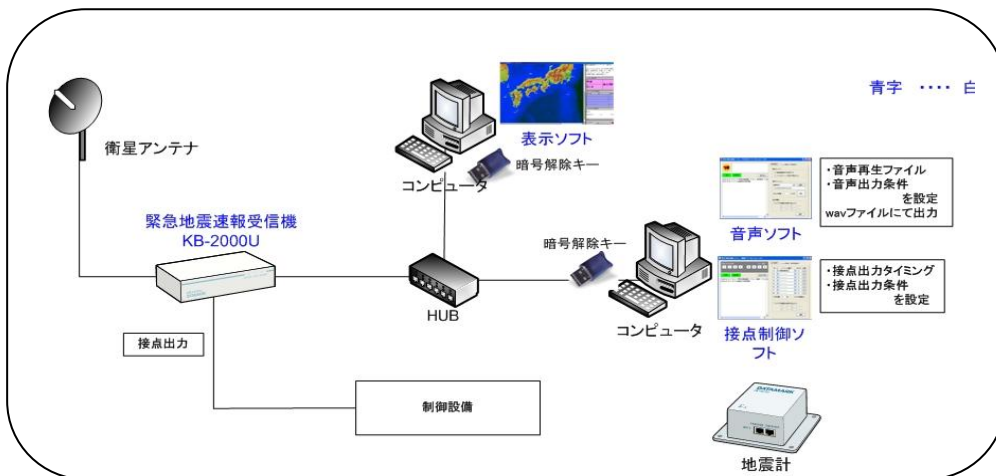 青字 ・・・・ 白
衛星アンテナ
表示ソフト
暗号解除キー
コンピュータ
・音声再生ファイル
・音声出力条件
を設定
wavファイルにて出力
音声ソフト
緊急地震速報受信機
KB-2000U
暗号解除キー
HUB
・接点出力タイミング
・接点出力条件
を設定
コンピュータ
接点制御ソ
フト
接点出力
制御設備
DATAMARK
地震計